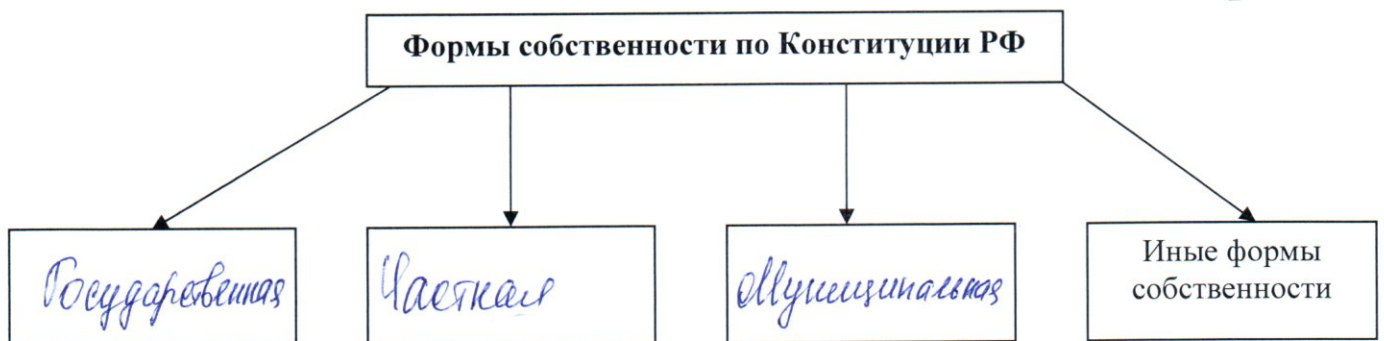 Формы собственности по Конституции РФ
Государственная
Частная
Муниципальная
Иные формы
собственности